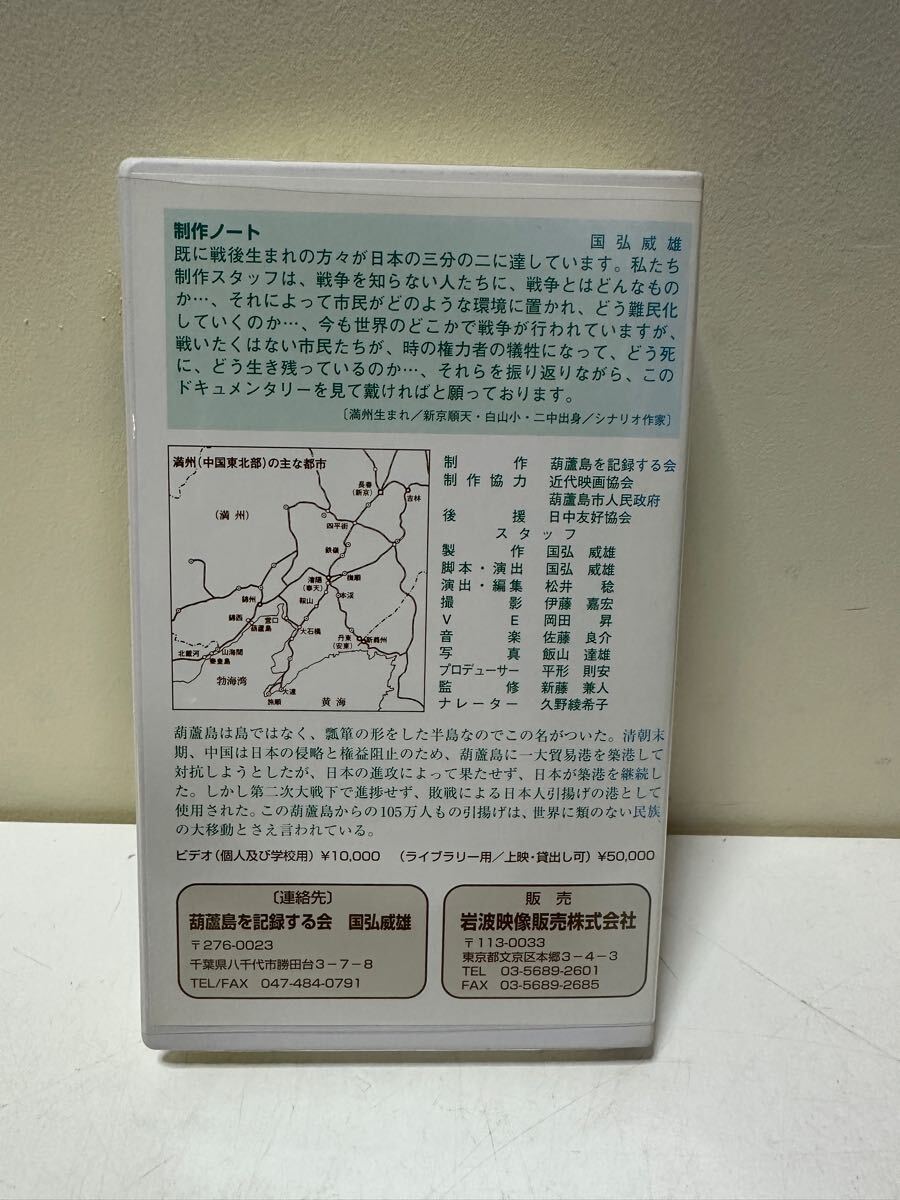 制作ノート
国弘威雄
既に戦後生まれの方々が日本の三分の二に達しています。私たち
制作スタッフは、戦争を知らない人たちに、戦争とはどんなもの
か…、それによって市民がどのような環境に置かれ、どう難民化
していくのか…、今も世界のどこかで戦争が行われていますが、
戦いたくはない市民たちが、時の権力者の犠牲になって、どう死
に、どう生き残っているのか…、それらを振り返りながら、この
ドキュメンタリーを見て戴ければと願っております。
〔満州生まれ／新京順天・白山小・二中出身／シナリオ作家〕
満州（中国東北部）の主な都市
（満州）
長春
（新京）
吉林
四平街
鉄嶺
瀋陽
（奉天）
撫順
本渓
鞍山
錦州
錦西
葫蘆島
営口
大石橋
丹東
（安東）
新義州
北戴河
山海関
秦皇島
大連
旅順
渤海湾
黄海
制作 葫蘆島を記録する会
制作協力 近代映画協会
葫蘆島市人民政府
後援 日中友好協会
スタッフ
製作 国弘 威雄
脚本・演出 国弘 威雄
演出・編集 松井 稔
撮影 伊藤 嘉宏
VE 岡田 昇
音楽 佐藤 良介
写真 飯山 達雄
プロデューサー 平形 則安
監修 新藤 兼人
ナレーター 久野綾希子
葫蘆島は島ではなく、瓢箪の形をした半島なのでこの名がついた。清朝末
期、中国は日本の侵略と権益阻止のため、葫蘆島に一大貿易港を築港して
対抗しようとしたが、日本の進攻によって果たせず、日本が築港を継続し
た。しかし第二次大戦下で進捗せず、敗戦による日本人引揚げの港として
使用された。この葫蘆島からの105万人もの引揚げは、世界に類のない民族
の大移動とさえ言われている。
ビデオ（個人及び学校用）¥10,000 （ライブラリー用／上映・貸出し可）¥50,000
〔連絡先〕
葫蘆島を記録する会 国弘威雄
〒276-0023
千葉県八千代市勝田台３−７−８
TEL/FAX 047-484-0791
販売
岩波映像販売株式会社
〒113-0033
東京都文京区本郷３−４−３
TEL 03-5689-2601
FAX 03-5689-2685